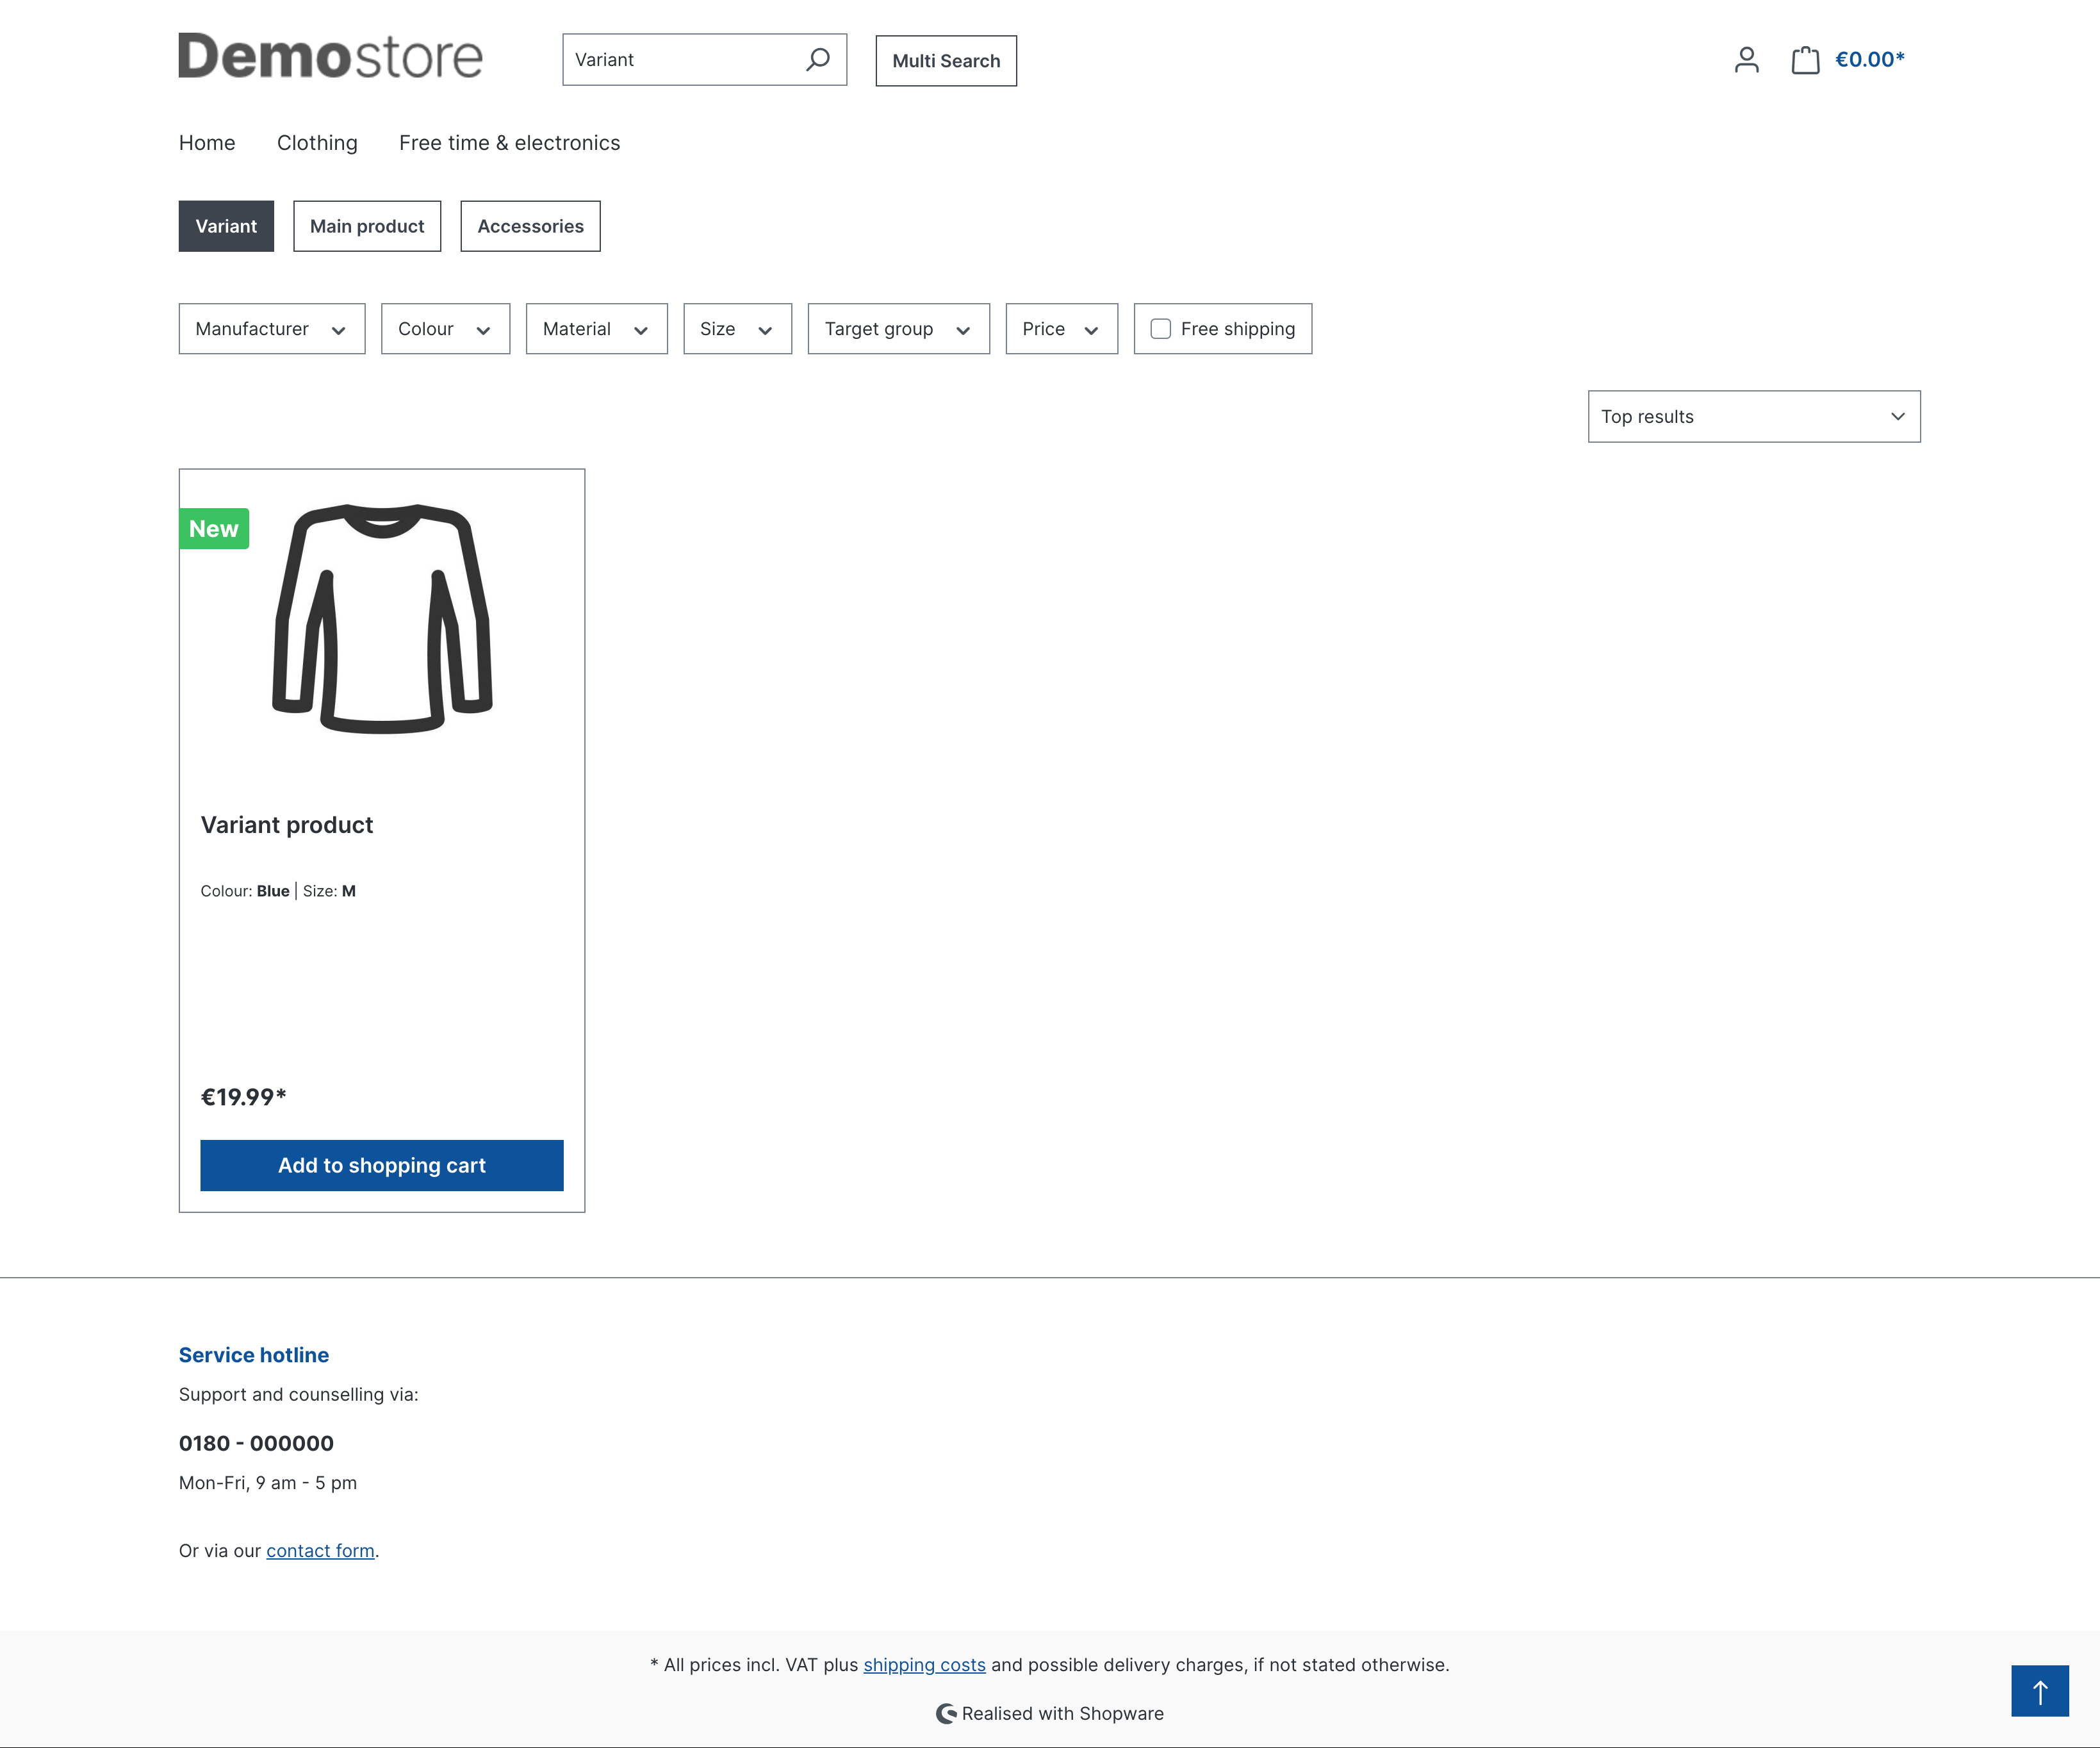 Demostore
Variant
Multi Search
€0.00*
Home Clothing Free time & electronics
Variant Main product Accessories
Manufacturer Colour Material Size Target group Price Free shipping
Top results
New
Variant product
Colour: Blue | Size: M
€19.99*
Add to shopping cart
Service hotline
Support and counselling via:
0180 - 000000
Mon-Fri, 9 am - 5 pm
Or via our contact form.
* All prices incl. VAT plus shipping costs and possible delivery charges, if not stated otherwise.
Realised with Shopware